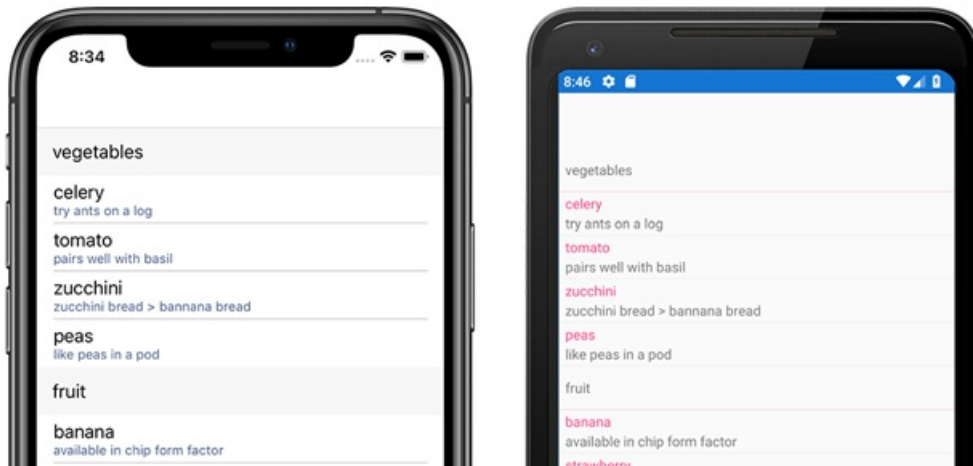 8:34
vegetables
celery
try ants on a log
tomato
pairs well with basil
zucchini
zucchini bread > bannana bread
peas
like peas in a pod
fruit
banana
available in chip form factor
8:46
vegetables
celery
try ants on a log
tomato
pairs well with basil
zucchini
zucchini bread > bannana bread
peas
like peas in a pod
fruit
banana
available in chip form factor
strawberry